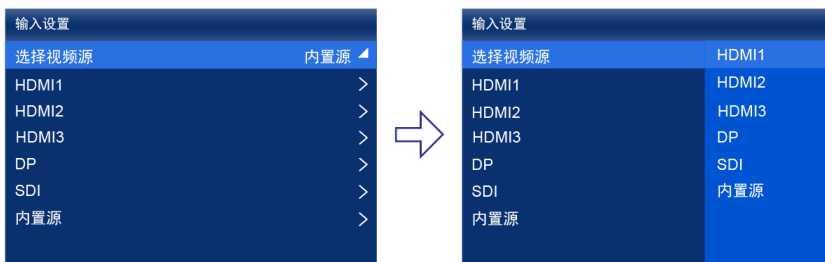 输入设置
选择视频源 内置源
HDMI1
HDMI2
HDMI3
DP
SDI
内置源
输入设置
选择视频源 HDMI1
HDMI1 HDMI2
HDMI2 HDMI3
HDMI3 DP
DP SDI
SDI 内置源
内置源